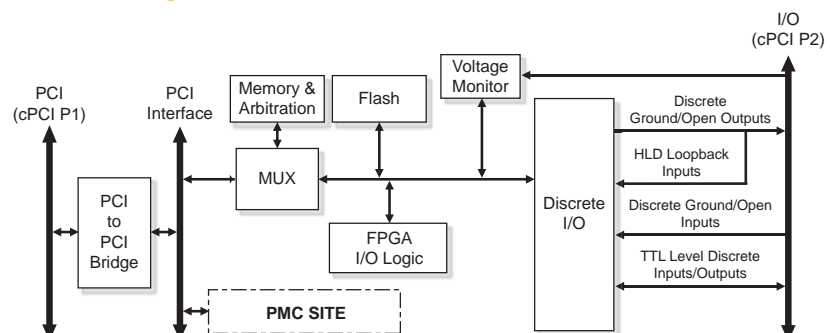 I/O
(cPCI P2)
PCI
(cPCI P1)
PCI
Interface
Memory &
Arbitration
Flash
Voltage
Monitor
Discrete
Ground/Open Outputs
HLD Loopback
Inputs
MUX
PCI
to
PCI
Bridge
FPGA
I/O Logic
Discrete
I/O
Discrete Ground/Open
Inputs
TTL Level Discrete
Inputs/Outputs
PMC SITE